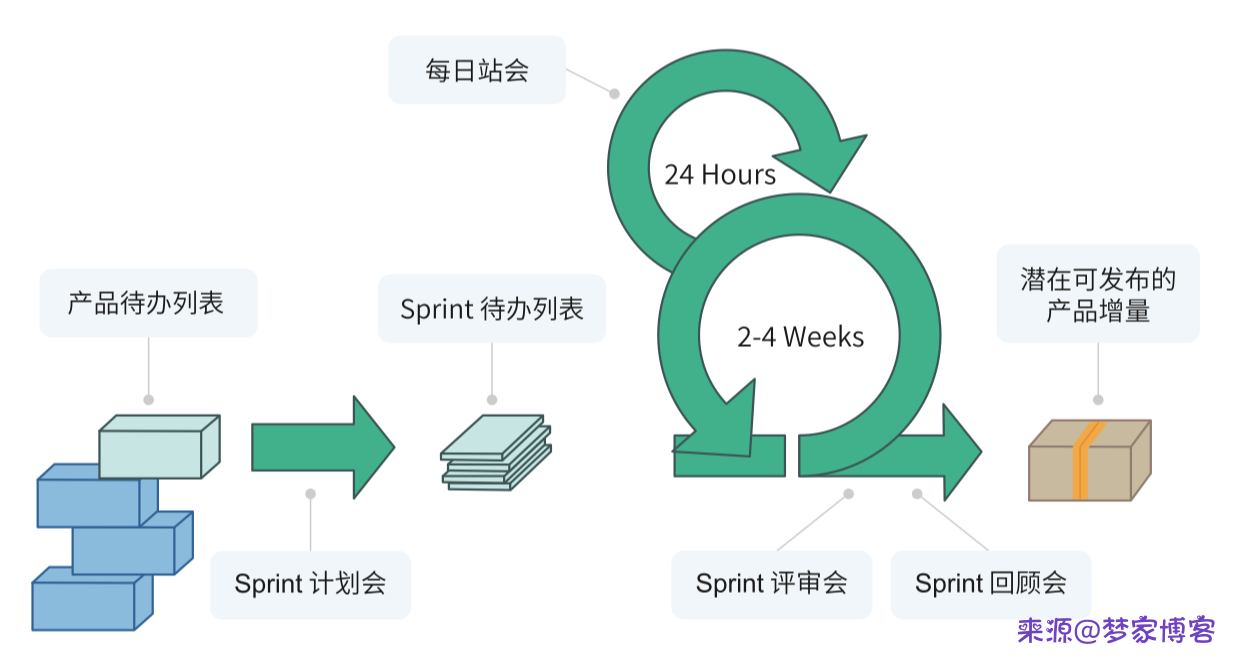 每日站会
24 Hours
产品待办列表
Sprint 待办列表
2-4 Weeks
潜在可发布的
产品增量
Sprint 计划会
Sprint 评审会
Sprint 回顾会
来源@梦家博客